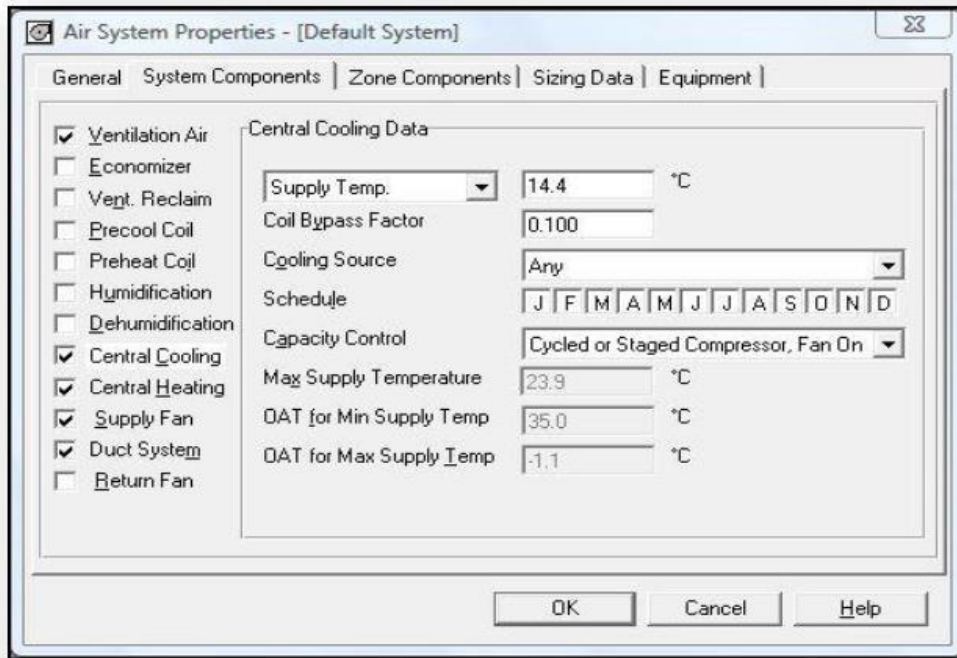 Air System Properties - [Default System]
General System Components Zone Components Sizing Data Equipment
Ventilation Air
Economizer
Vent. Reclaim
Precool Coil
Preheat Coil
Humidification
Dehumidification
Central Cooling
Central Heating
Supply Fan
Duct System
Return Fan
Central Cooling Data
Supply Temp. 14.4 °C
Coil Bypass Factor 0.100
Cooling Source Any
Schedule J F M A M J J A S O N D
Capacity Control Cycled or Staged Compressor, Fan On
Max Supply Temperature 23.9 °C
OAT for Min Supply Temp 35.0 °C
OAT for Max Supply Temp -1.1 °C
OK Cancel Help